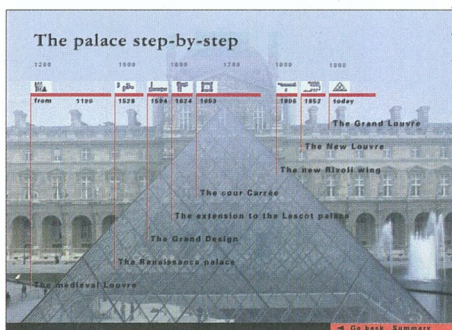 The palace step-by-step
1200 1500 1600 1700 1800 1900
from 1190 1528 1594 1624 1663 1806 1852 today
The Grand Louvre
The New Louvre
The new Rivoli wing
The cour Carrée
The extension to the Lescot palace
The Grand Design
The Renaissance palace
The medieval Louvre
Go back Summary